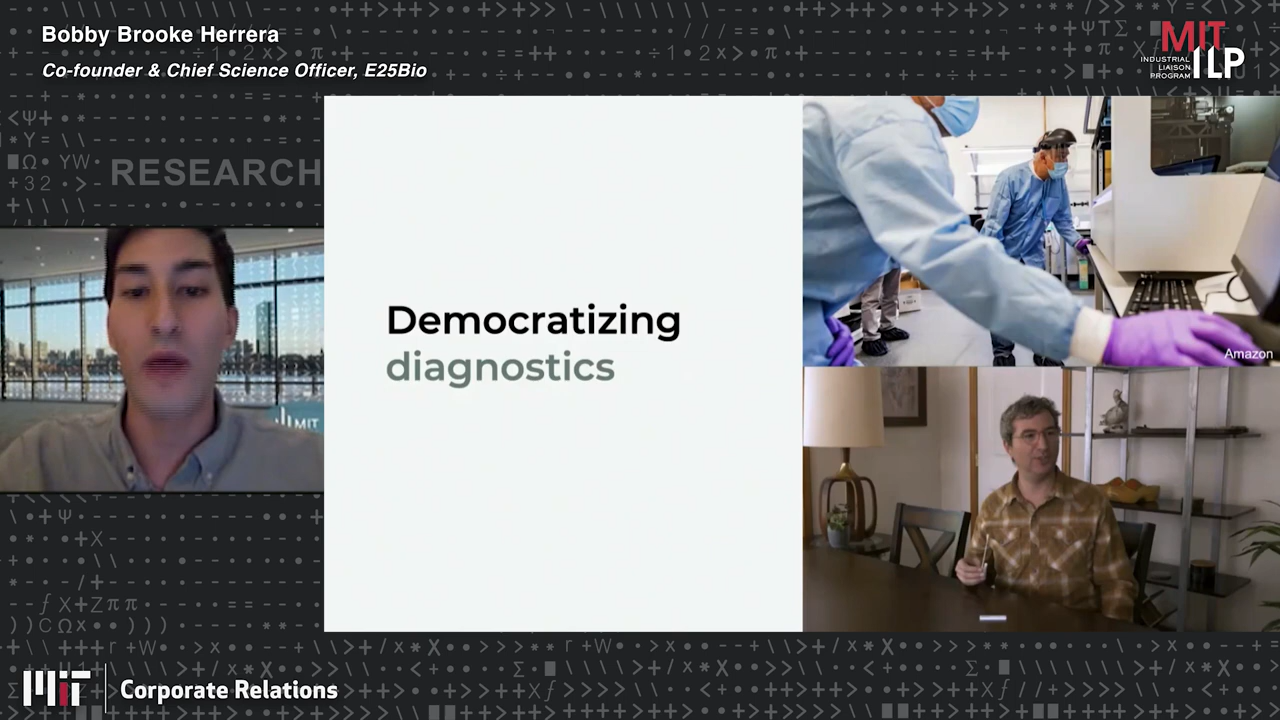 Bobby Brooke Herrera
Co-founder & Chief Science Officer, E25Bio
MIT
INDUSTRIAL
LIAISON
PROGRAM
ILP
RESEARCH
Democratizing
diagnostics
Amazon
MIT
MIT
Corporate Relations